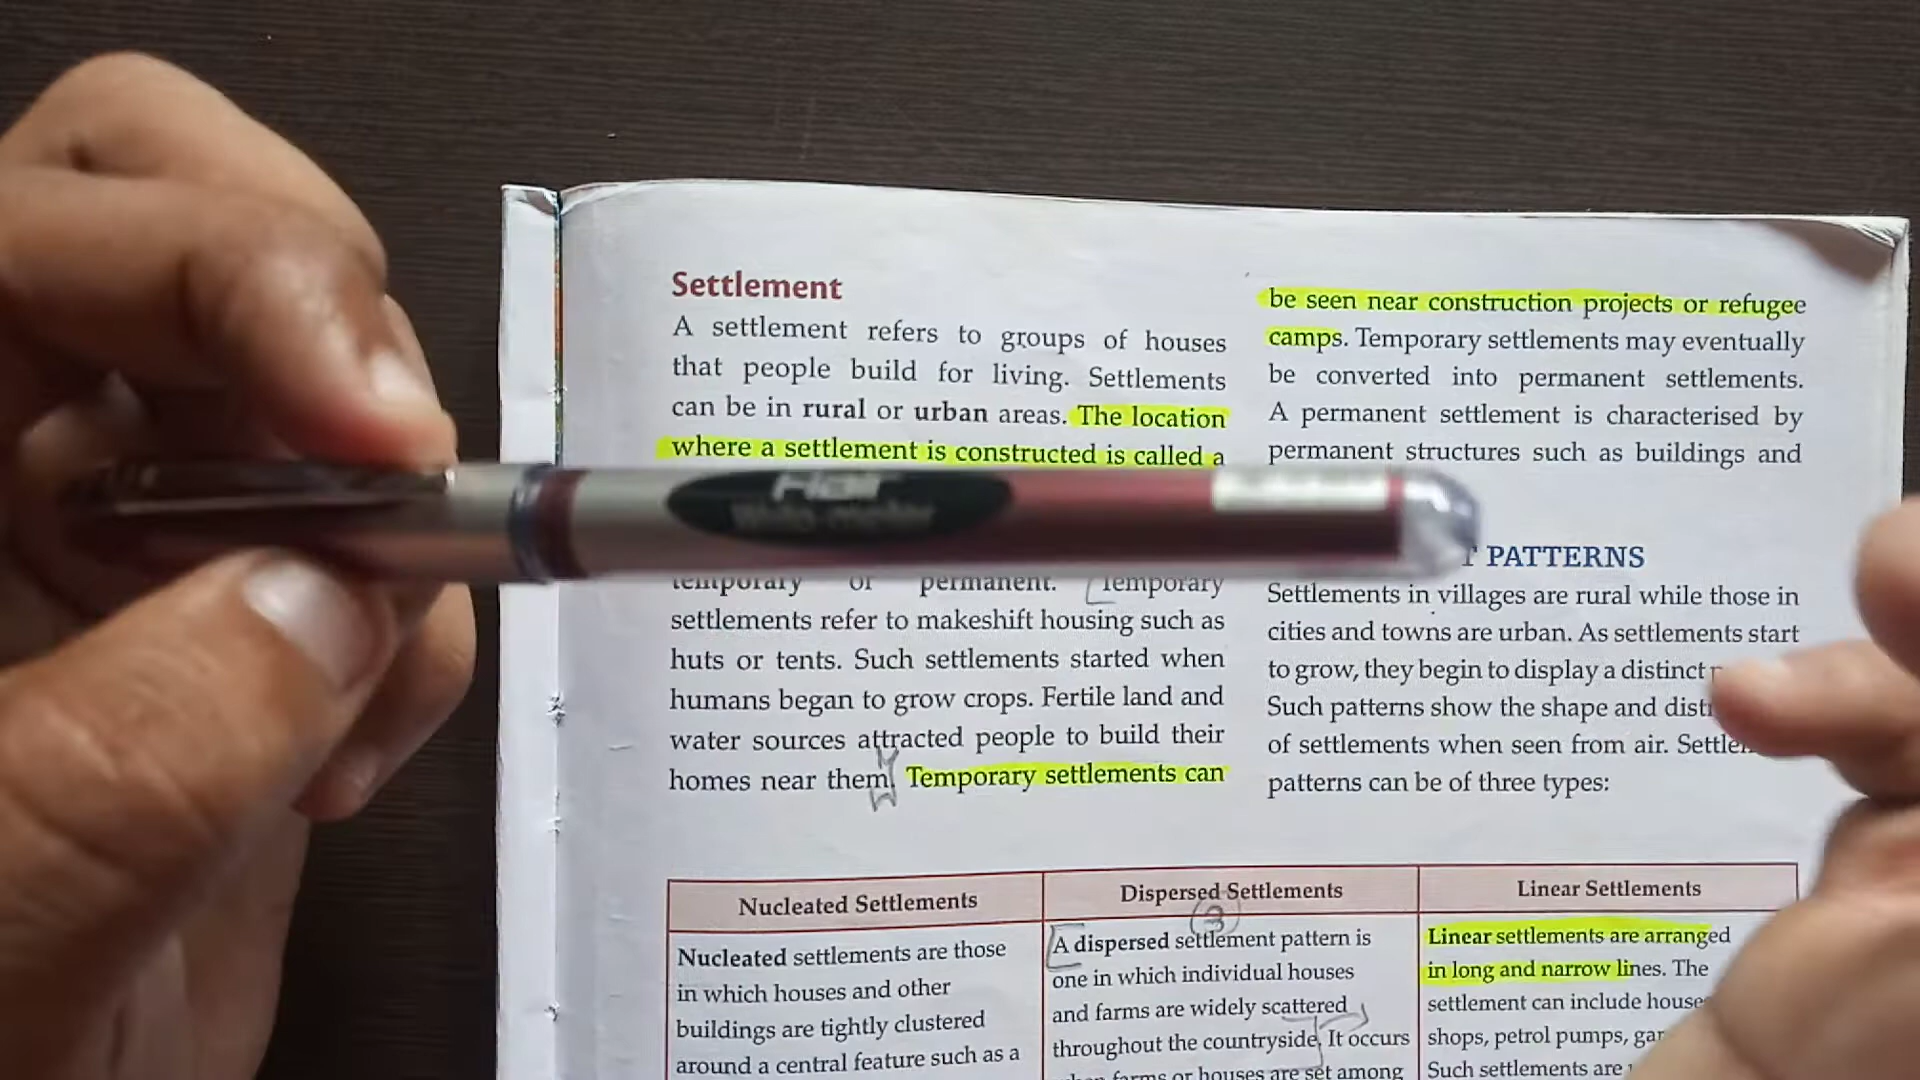 Settlement
A settlement refers to groups of houses
that people build for living. Settlements
can be in rural or urban areas. The location
where a settlement is constructed is called a
temporary or permanent. Temporary
settlements refer to makeshift housing such as
huts or tents. Such settlements started when
humans began to grow crops. Fertile land and
water sources attracted people to build their
homes near them. Temporary settlements can
be seen near construction projects or refugee
camps. Temporary settlements may eventually
be converted into permanent settlements.
A permanent settlement is characterised by
permanent structures such as buildings and
PATTERNS
Settlements in villages are rural while those in
cities and towns are urban. As settlements start
to grow, they begin to display a distinct
Such patterns show the shape and
of settlements when seen from air.
patterns can be of three types:
Flair
Nucleated Settlements
Nucleated settlements are those
in which houses and other
buildings are tightly clustered
around a central feature such as a
Dispersed Settlements
3
A dispersed settlement pattern is
one in which individual houses
and farms are widely scattered
throughout the countryside. It occurs
when farms or houses are set among
Linear Settlements
Linear settlements are arranged
in long and narrow lines. The
settlement can include
shops, petrol pumps,
Such settlements are